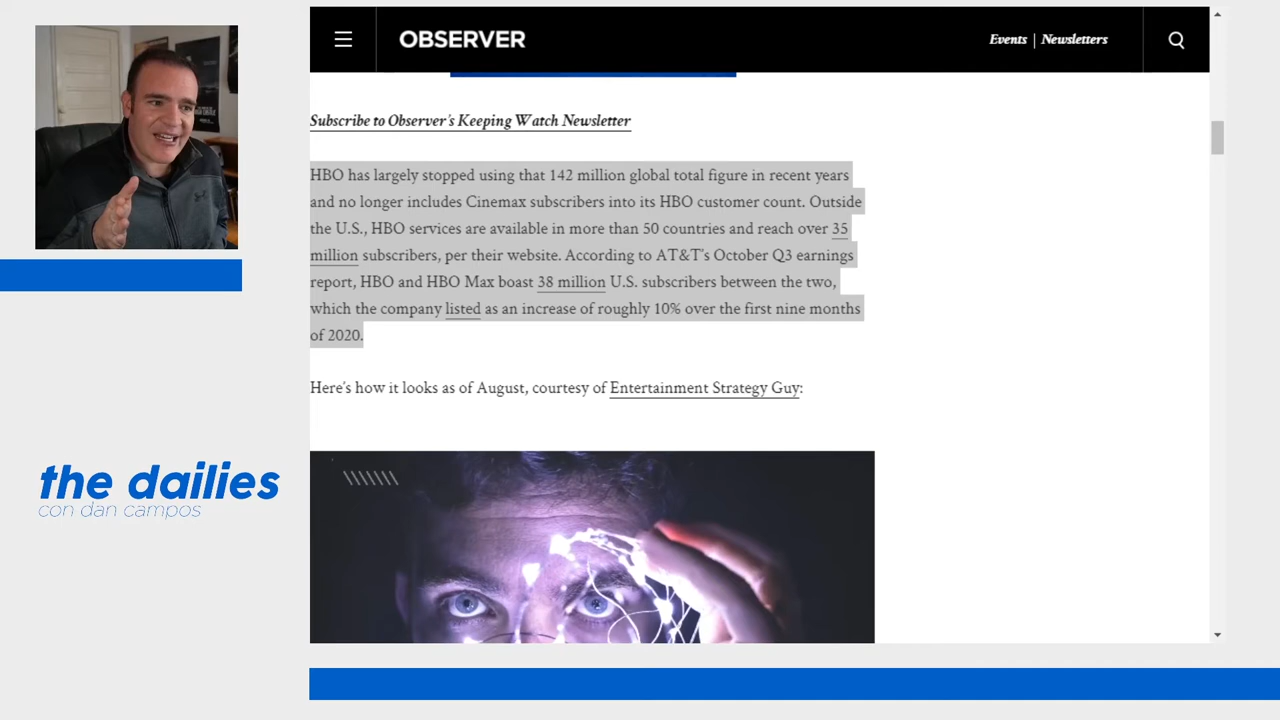 OBSERVER
Events | Newsletters
Subscribe to Observer's Keeping Watch Newsletter
HBO has largely stopped using that 142 million global total figure in recent years
and no longer includes Cinemax subscribers into its HBO customer count. Outside
the U.S., HBO services are available in more than 50 countries and reach over 35
million subscribers, per their website. According to AT&T's October Q3 earnings
report, HBO and HBO Max boast 38 million U.S. subscribers between the two,
which the company listed as an increase of roughly 10% over the first nine months
of 2020.
Here's how it looks as of August, courtesy of Entertainment Strategy Guy:
the dailies
con dan campos